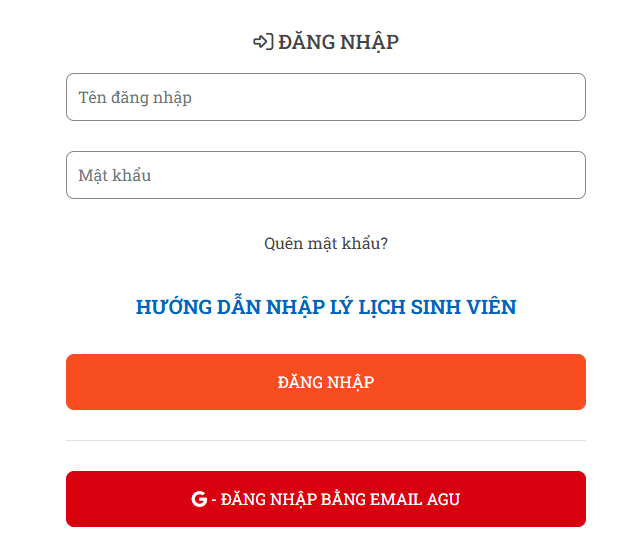 ĐĂNG NHẬP
Tên đăng nhập
Mật khẩu
Quên mật khẩu?
HƯỚNG DẪN NHẬP LÝ LỊCH SINH VIÊN
ĐĂNG NHẬP
G - ĐĂNG NHẬP BẰNG EMAIL AGU